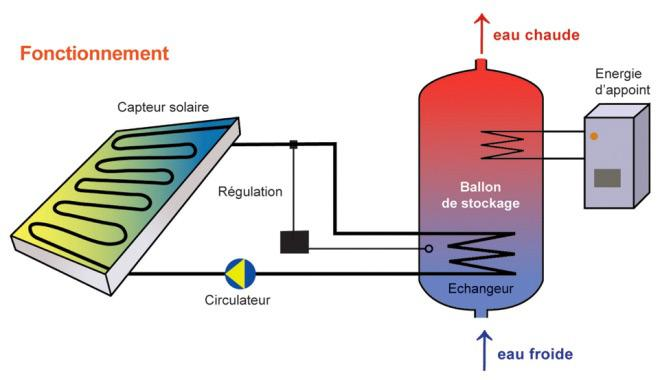 Fonctionnement
eau chaude
Energie
d'appoint
Capteur solaire
Régulation
Ballon
de stockage
Echangeur
Circulateur
eau froide